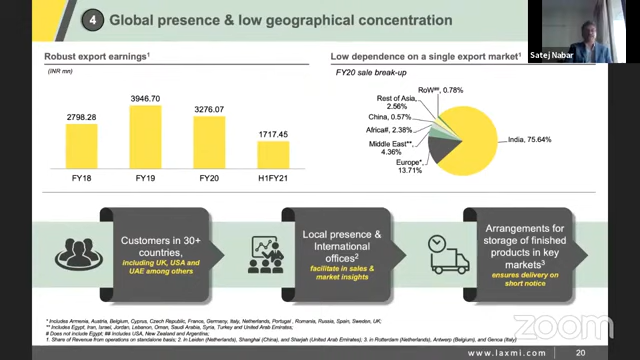 4 Global presence & low geographical concentration
Satej Nabar
Robust export earnings¹
(INR mn)
2798.28
3946.70
3276.07
1717.45
FY18
FY19
FY20
H1FY21
Low dependence on a single export market¹
FY20 sale break-up
RoW##, 0.78%
Rest of Asia, 2.56%
China, 0.57%
Africa#, 2.38%
Middle East**, 4.36%
Europe*, 13.71%
India, 75.64%
Customers in 30+
countries,
including UK, USA and
UAE among others
Local presence &
International
offices²
facilitate in sales &
market insights
Arrangements for
storage of finished
products in key
markets³
ensures delivery on
short notice
* Includes Armenia, Austria, Belgium, Cyprus, Czech Republic, France, Germany, Italy, Netherlands, Portugal, Romania, Russia, Spain, Sweden, UK;
** Includes Egypt, Iran, Israel, Jordan, Lebanon, Oman, Saudi Arabia, Syria, Turkey and United Arab Emirates;
# Does not include Egypt; ## Includes USA, New Zealand and Argentina;
1. Share of Revenue from operations on standalone basis; 2. in Leiden (Netherlands), Shanghai (China), and Sharjah (United Arab Emirates); 3. in Rotterdam (Netherlands), Antwerp (Belgium), and Genoa (Italy)
zoom
www.laxmi.com 20